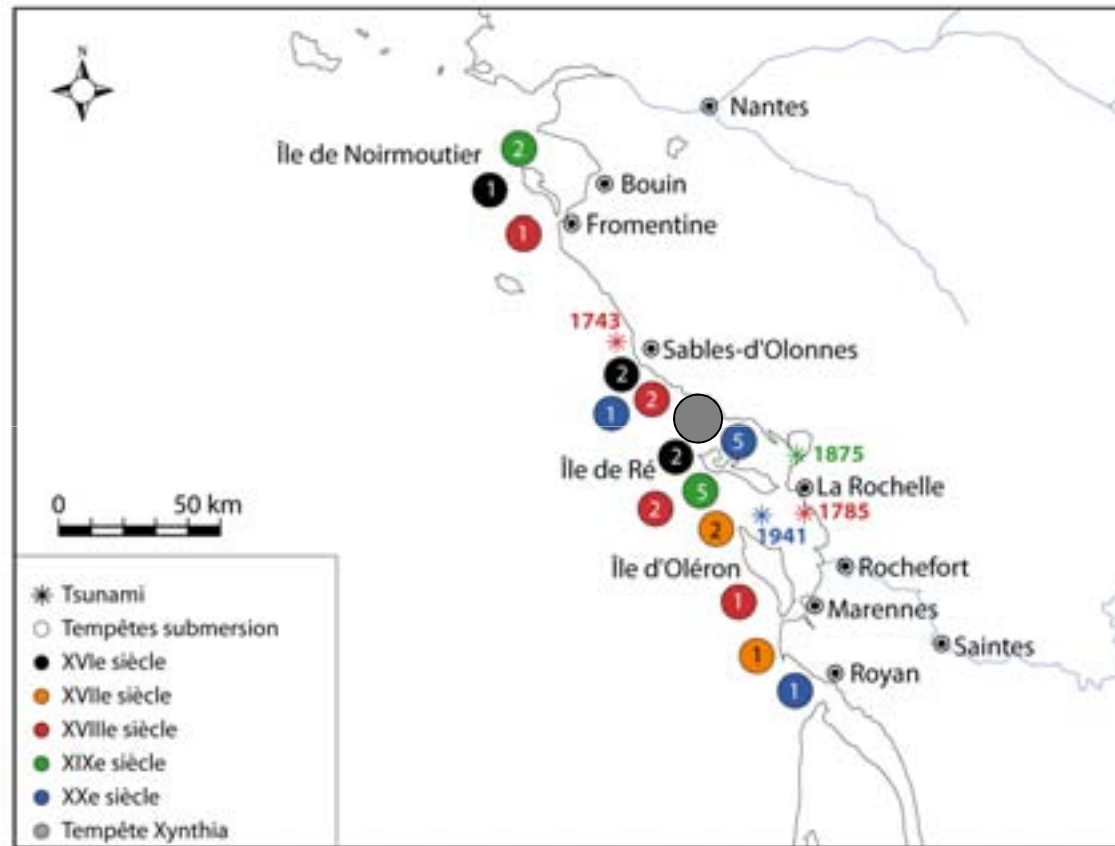 N
Nantes
2
Île de Noirmoutier
1
Bouin
1
Fromentine
1743
Sables-d'Olonnes
2
2
1
5
2
1875
Île de Ré
5
La Rochelle
2
1785
2
1941
0 50 km
Île d'Oléron
Rochefort
1
Marennes
Saintes
1
Royan
1
Tsunami
Tempêtes submersion
XVIe siècle
XVIIe siècle
XVIIIe siècle
XIXe siècle
XXe siècle
Tempête Xynthia